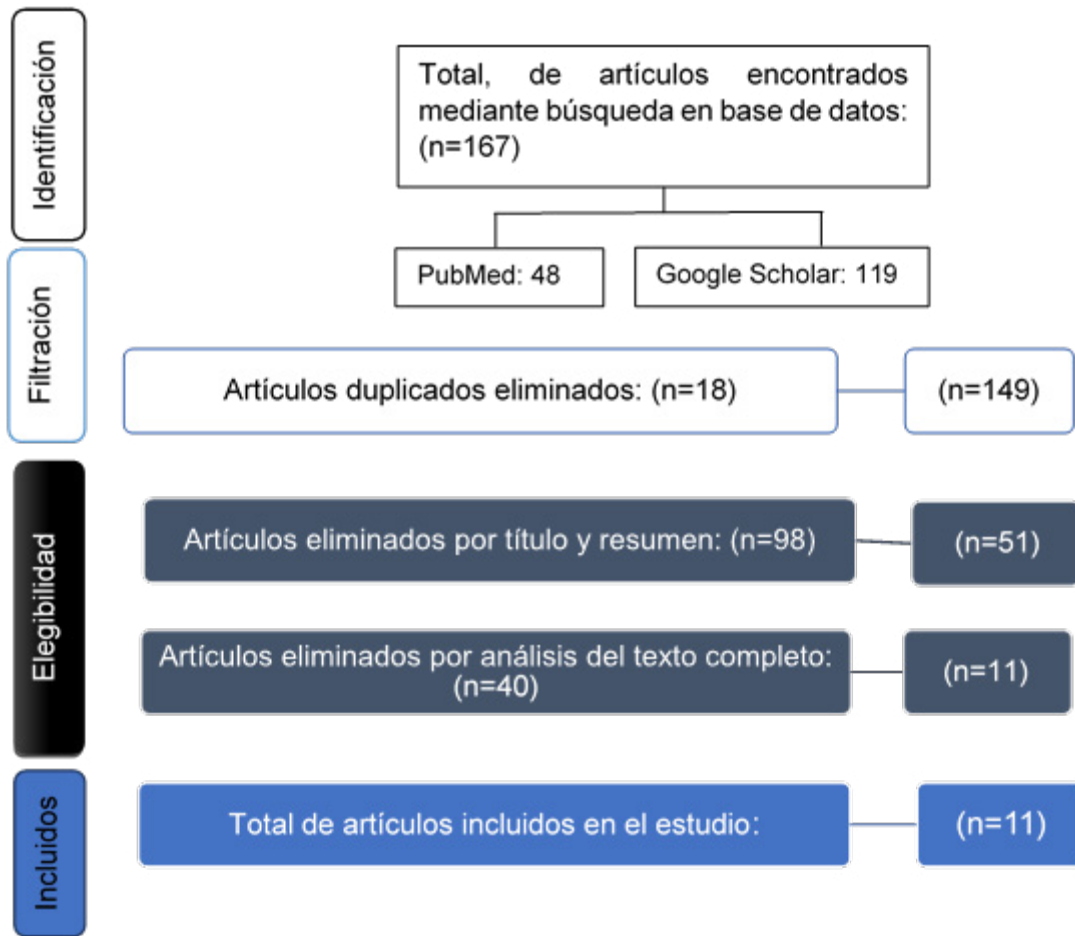 Identificación
Total, de artículos encontrados
mediante búsqueda en base de datos:
(n=167)
PubMed: 48
Google Scholar: 119
Filtración
Artículos duplicados eliminados: (n=18)
(n=149)
Elegibilidad
Artículos eliminados por título y resumen: (n=98)
(n=51)
Artículos eliminados por análisis del texto completo:
(n=40)
(n=11)
Incluidos
Total de artículos incluidos en el estudio:
(n=11)